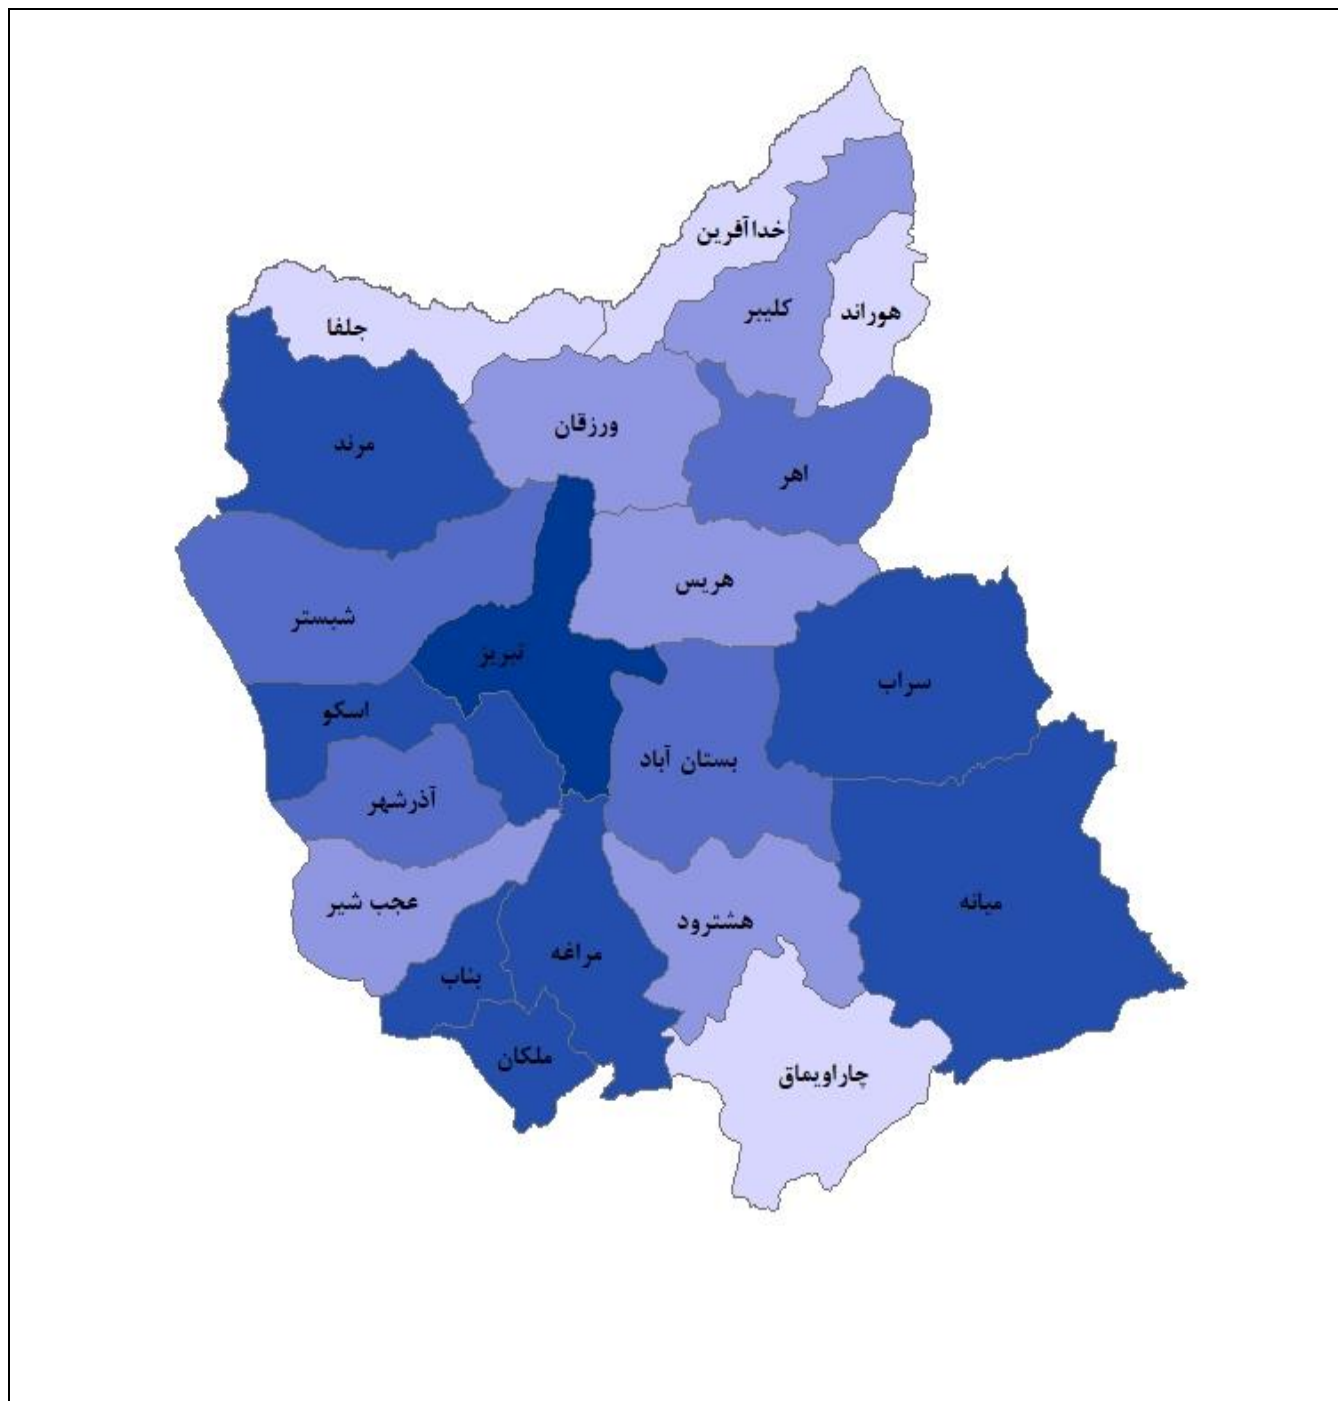 خداآفرین
کلیبر
هوراند
جلفا
ورزقان
مرند
اهر
هریس
شبستر
تبریز
سراب
اسکو
بستان آباد
آذرشهر
عجب شیر
میانه
هشترود
مراغه
بناب
ملکان
چاراویماق